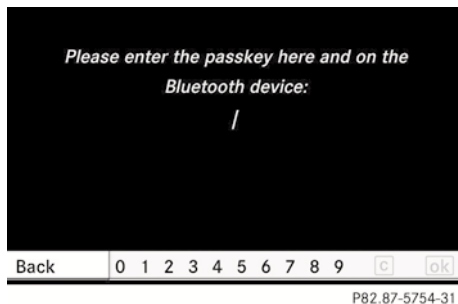 Please enter the passkey here and on the
Bluetooth device:
/
Back 0 1 2 3 4 5 6 7 8 9 c ok
P82.87-5754-31